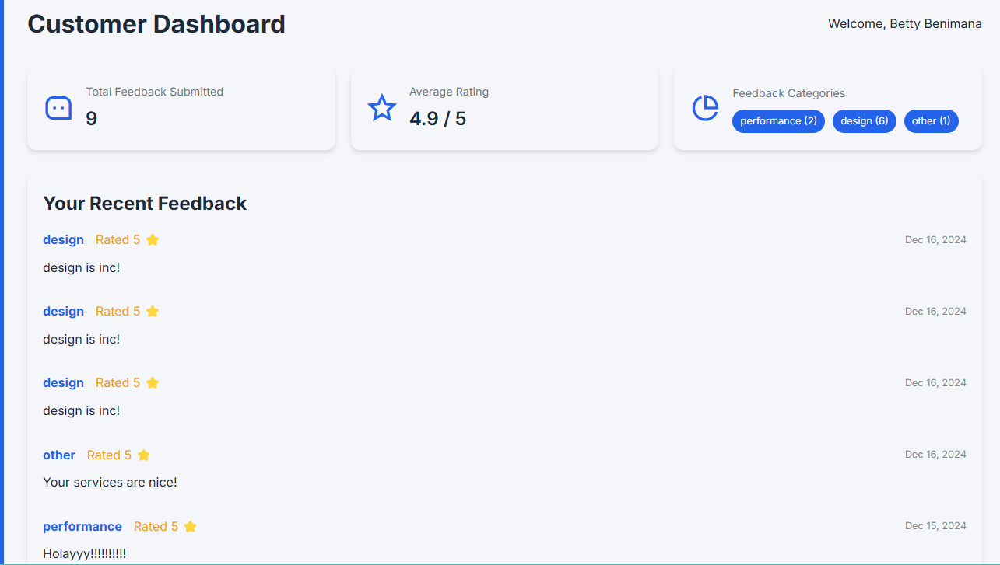 Customer Dashboard
Welcome, Betty Benimana
Total Feedback Submitted
9
Average Rating
4.9 / 5
Feedback Categories
performance (2) design (6) other (1)
Your Recent Feedback
design Rated 5 Dec 16, 2024
design is inc!
design Rated 5 Dec 16, 2024
design is inc!
design Rated 5 Dec 16, 2024
design is inc!
other Rated 5 Dec 16, 2024
Your services are nice!
performance Rated 5 Dec 15, 2024
Holayyy!!!!!!!!!!